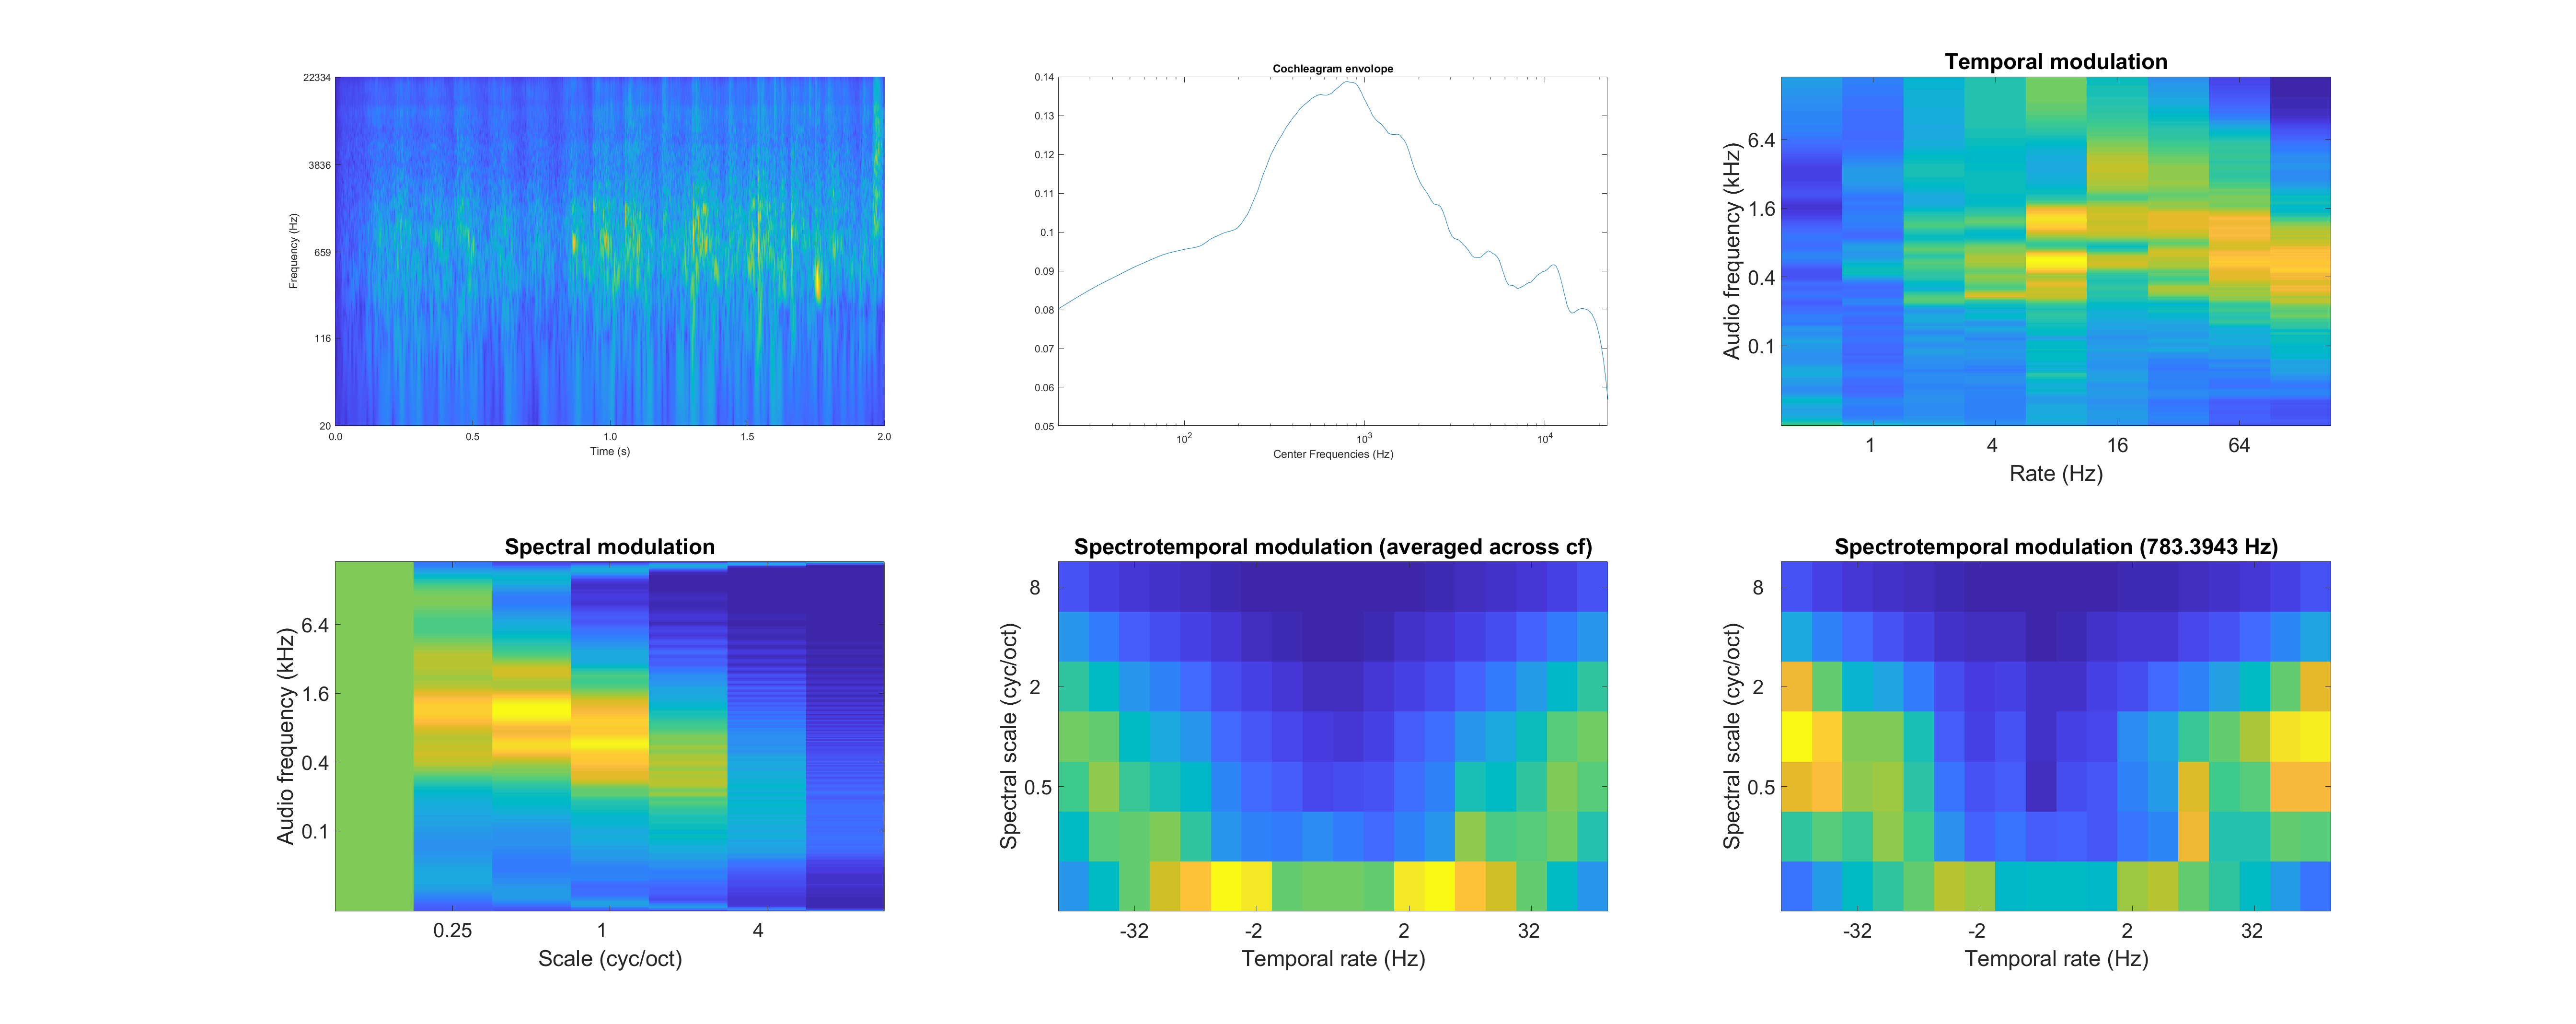 22334
3836
659
116
20
0.0 0.5 1.0 1.5 2.0
Time (s)
Frequency (Hz)
Cochleagram envolope
0.14
0.13
0.12
0.11
0.1
0.09
0.08
0.07
0.06
0.05
10^2 10^3 10^4
Center Frequencies (Hz)
Temporal modulation
6.4
1.6
0.4
0.1
Audio frequency (kHz)
1 4 16 64
Rate (Hz)
Spectral modulation
6.4
1.6
0.4
0.1
Audio frequency (kHz)
0.25 1 4
Scale (cyc/oct)
Spectrotemporal modulation (averaged across cf)
8
2
0.5
Spectral scale (cyc/oct)
-32 -2 2 32
Temporal rate (Hz)
Spectrotemporal modulation (783.3943 Hz)
8
2
0.5
Spectral scale (cyc/oct)
-32 -2 2 32
Temporal rate (Hz)